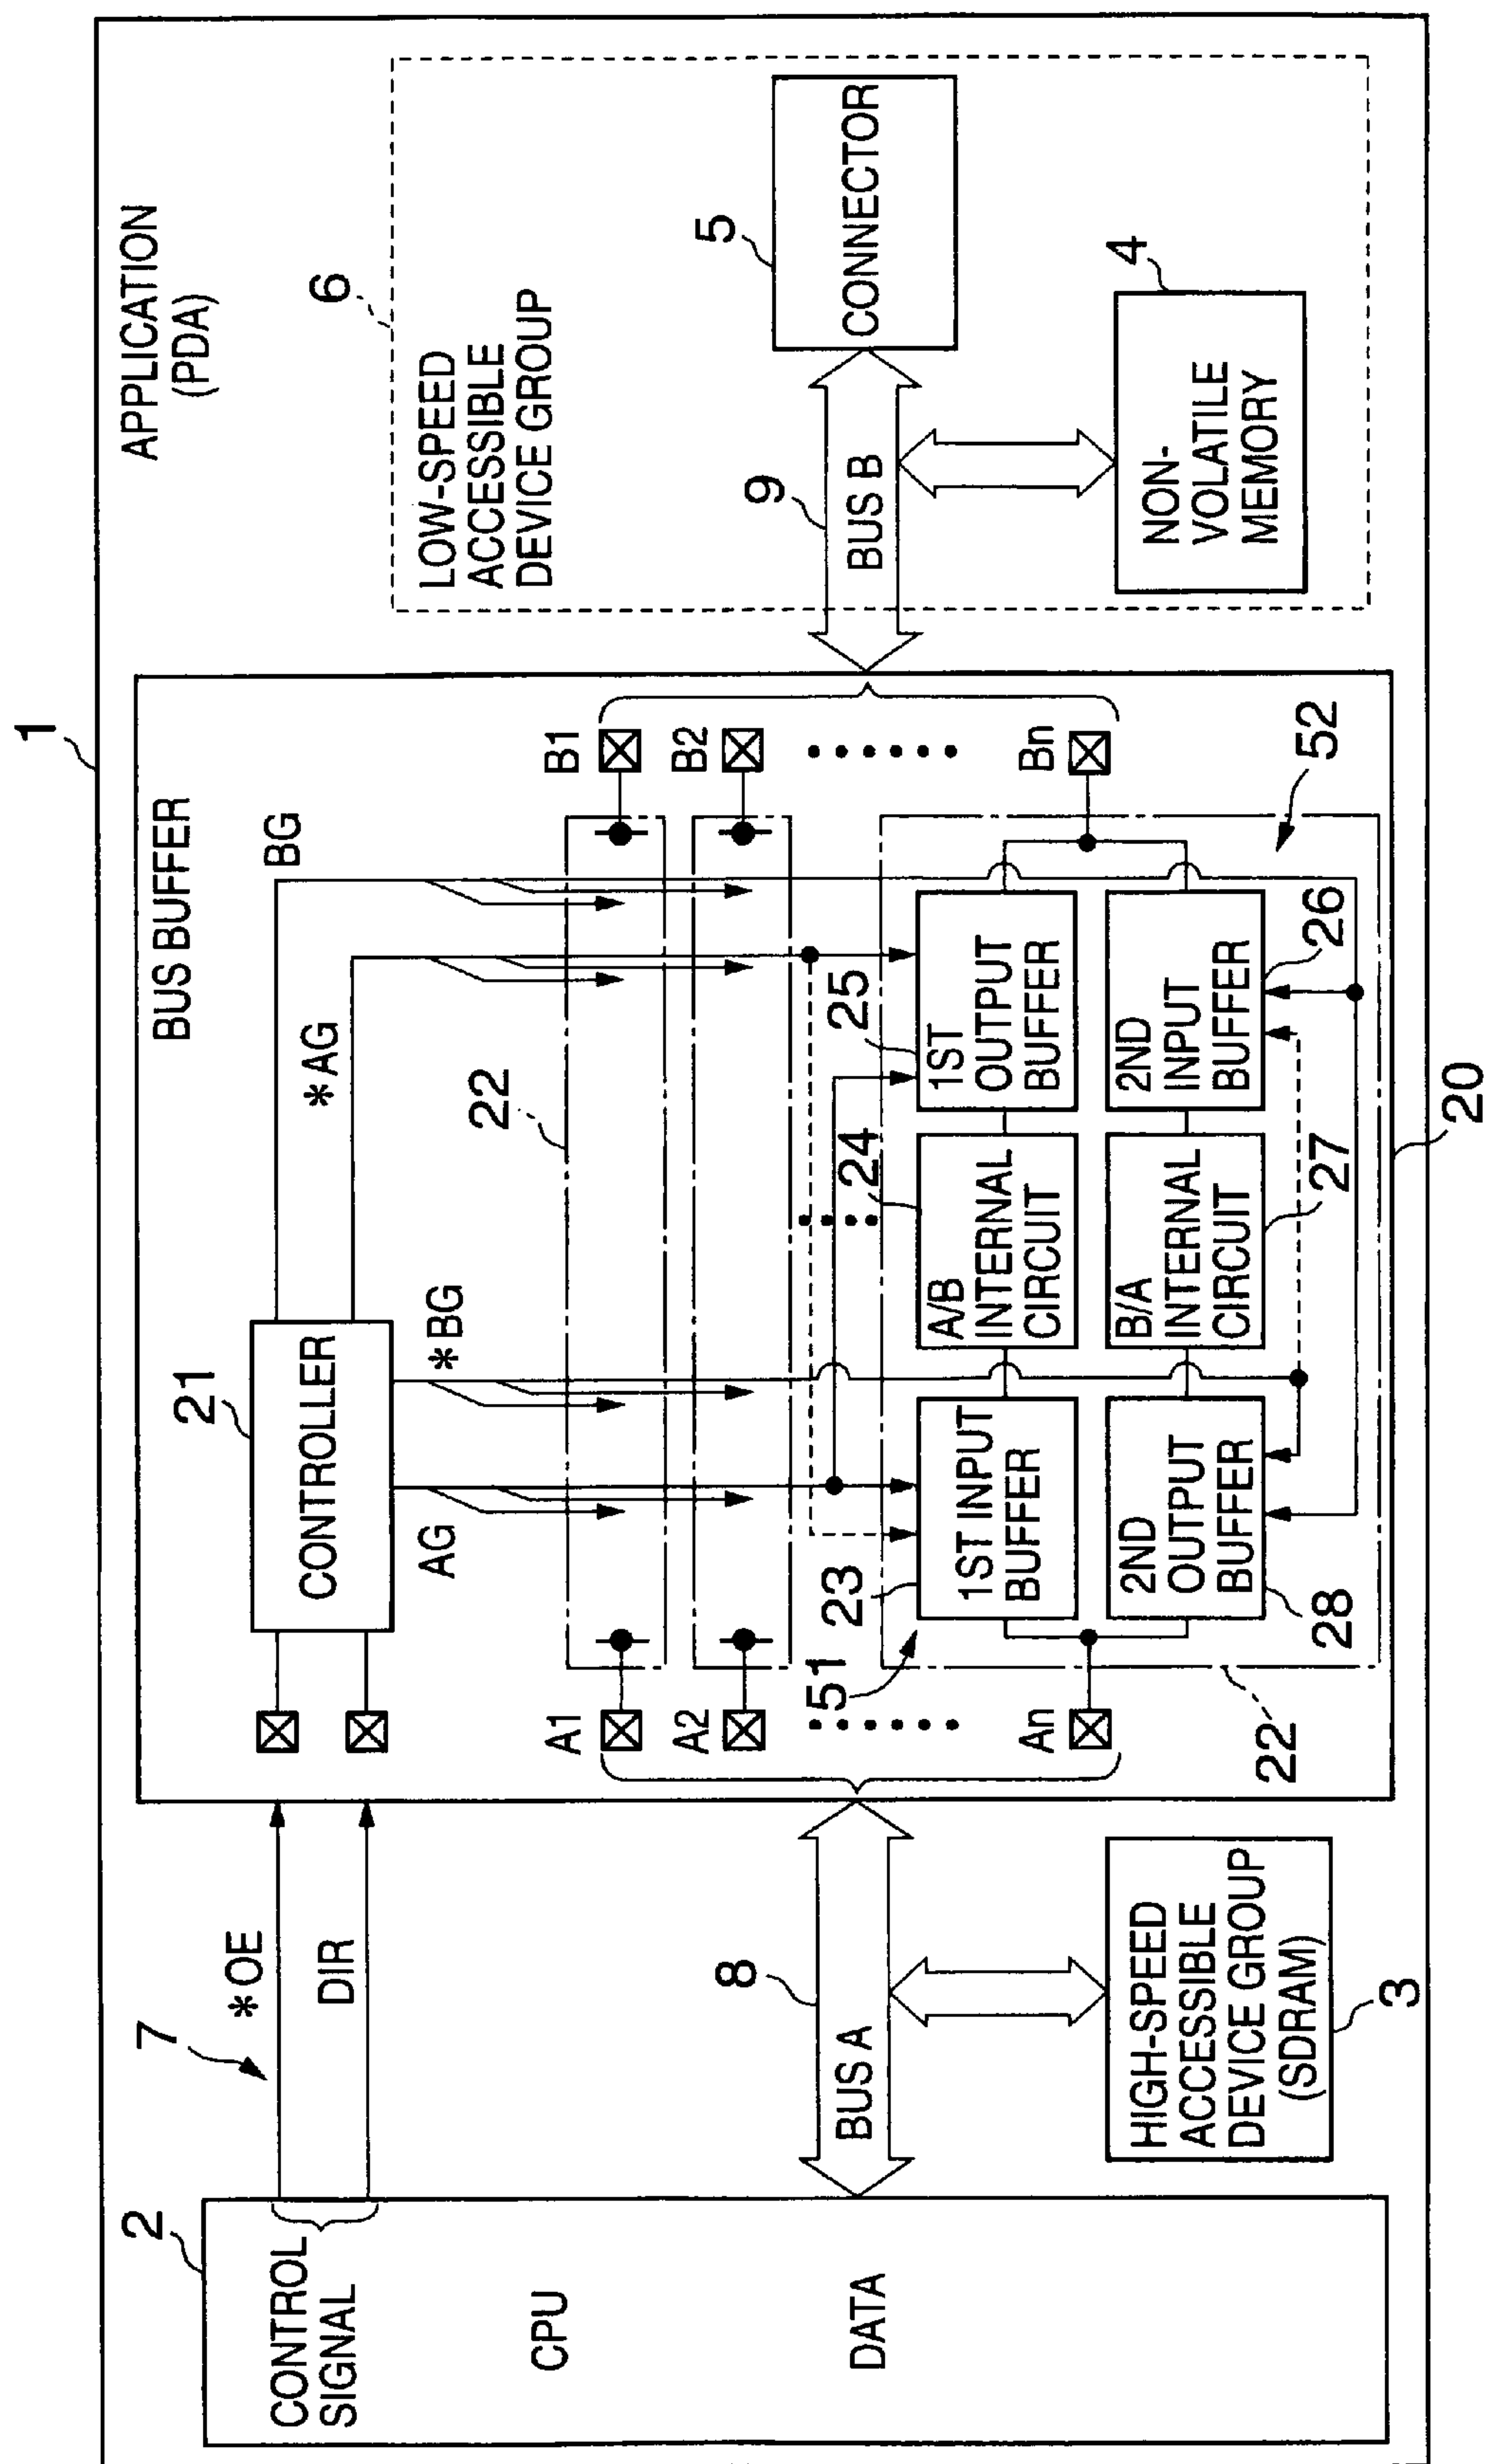 1
APPLICATION
(PDA)
2
CONTROL
SIGNAL
CPU
DATA
7
*OE
DIR
8
BUS A
HIGH-SPEED
ACCESSIBLE
DEVICE GROUP
(SDRAM)
3
BUS BUFFER
21
CONTROLLER
AG
*BG
*AG
BG
22
A1
A2
An
B1
B2
Bn
51
52
23
1ST INPUT
BUFFER
24
A/B
INTERNAL
CIRCUIT
25
1ST
OUTPUT
BUFFER
28
2ND
OUTPUT
BUFFER
27
B/A
INTERNAL
CIRCUIT
26
2ND
INPUT
BUFFER
22
20
6
LOW-SPEED
ACCESSIBLE
DEVICE GROUP
9
BUS B
5
CONNECTOR
4
NON-
VOLATILE
MEMORY